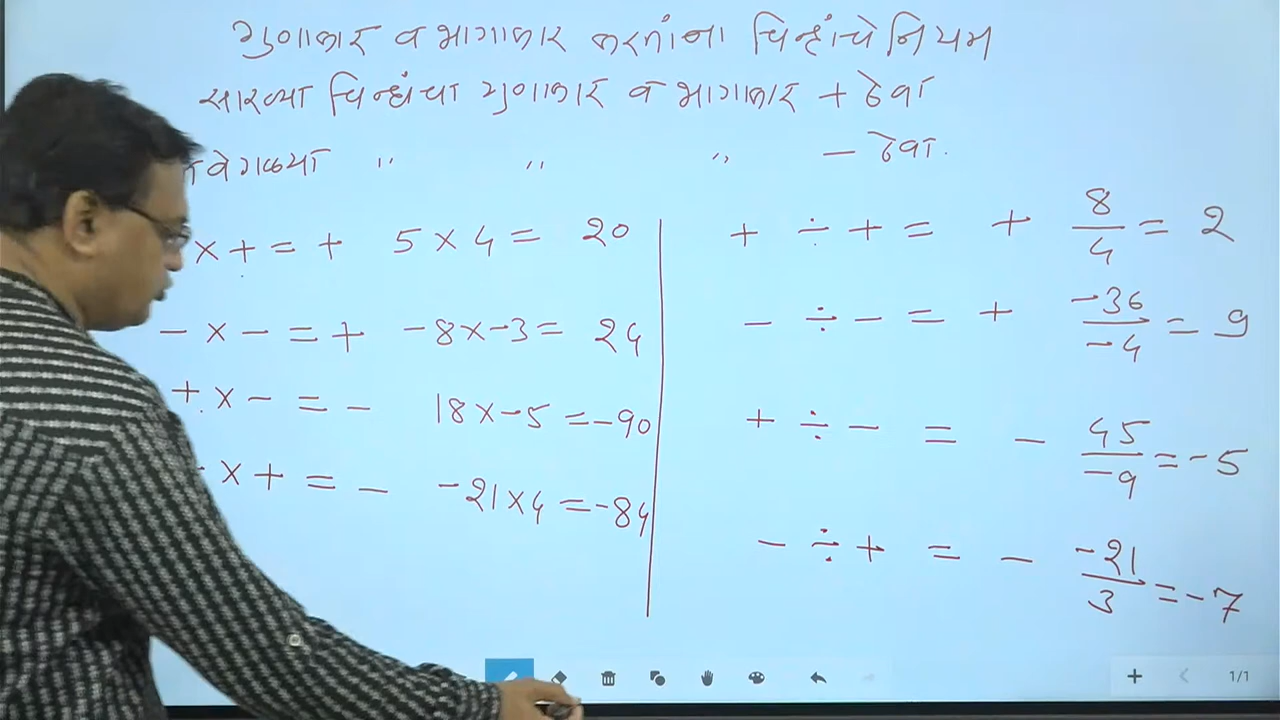 गुणाकार व भागाकार करतांना चिन्हांचे नियम
सारख्या चिन्हांचा गुणाकार व भागाकार + ठेवा
वेगळ्या " " " - ठेवा.
× + = + 5 × 4 = 20
- × - = + -8 × -3 = 24
+ × - = - 18 × -5 = -90
× + = - -21 × 4 = -84
+ ÷ + = + 8/4 = 2
- ÷ - = + -36/-4 = 9
+ ÷ - = - 45/-9 = -5
- ÷ + = - -21/3 = -7
1/1